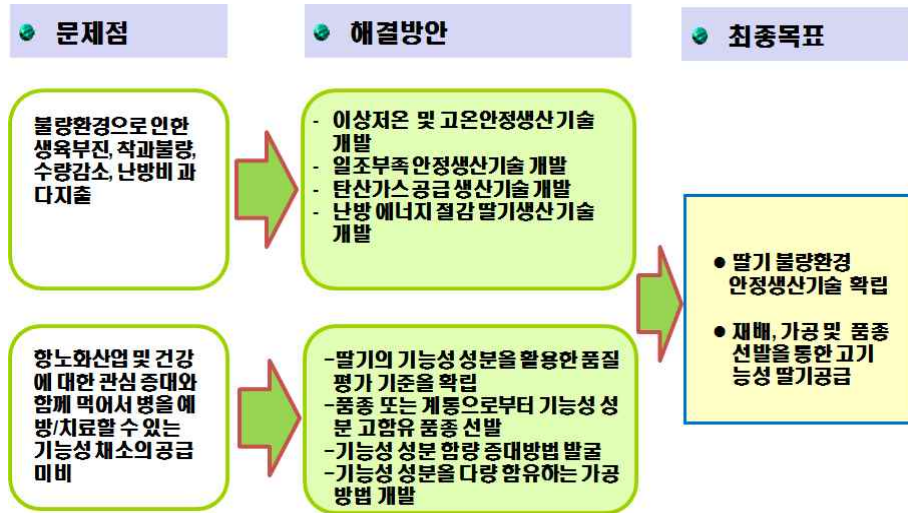 문제점
해결방안
최종목표
불량환경으로 인한
생육부진, 착과불량,
수량감소, 난방비 과
다지출
- 이상저온 및 고온안정생산 기술
개발
- 일조부족 안정생산기술 개발
- 탄산가스 공급 생산기술 개발
- 난방 에너지 절감 딸기생산 기술
개발
항노화산업 및 건강
에 대한 관심 증대와
함께 먹어서 병을 예
방/치료할 수 있는
기능성 채소의 공급
미비
-딸기의 기능성 성분을 활용한 품질
평가 기준을 확립
-품종 또는 계통으로부터 기능성 성
분 고함유 품종 선발
-기능성 성분 함량 증대방법 발굴
-기능성 성분을 다량 함유하는 가공
방법 개발
● 딸기 불량환경
안정생산기술 확립
● 재배, 가공 및 품종
선발을 통한 고기
능성 딸기공급